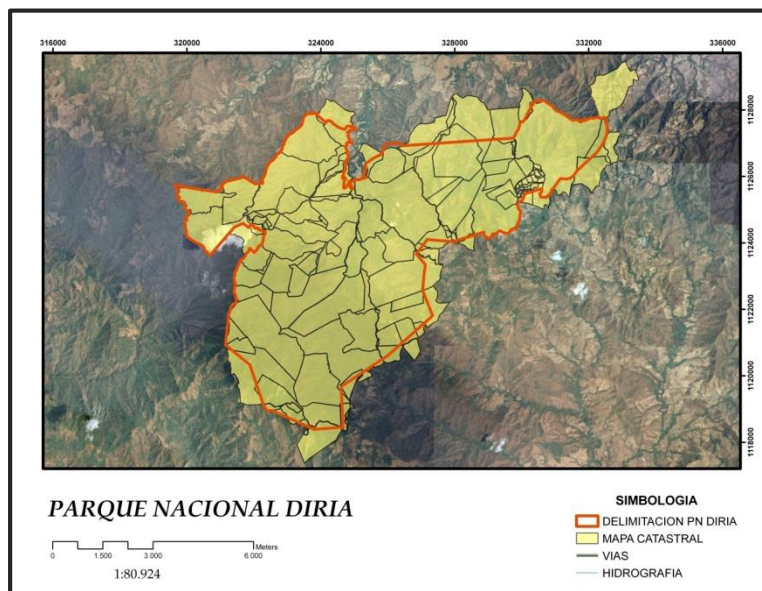 316000 320000 324000 328000 332000 336000
1128000
1126000
1124000
1122000
1120000
1118000
PARQUE NACIONAL DIRIA
Meters
0 1.500 3.000 6.000
1:80.924
SIMBOLOGIA
DELIMITACION PN DIRIA
MAPA CATASTRAL
VIAS
HIDROGRAFIA